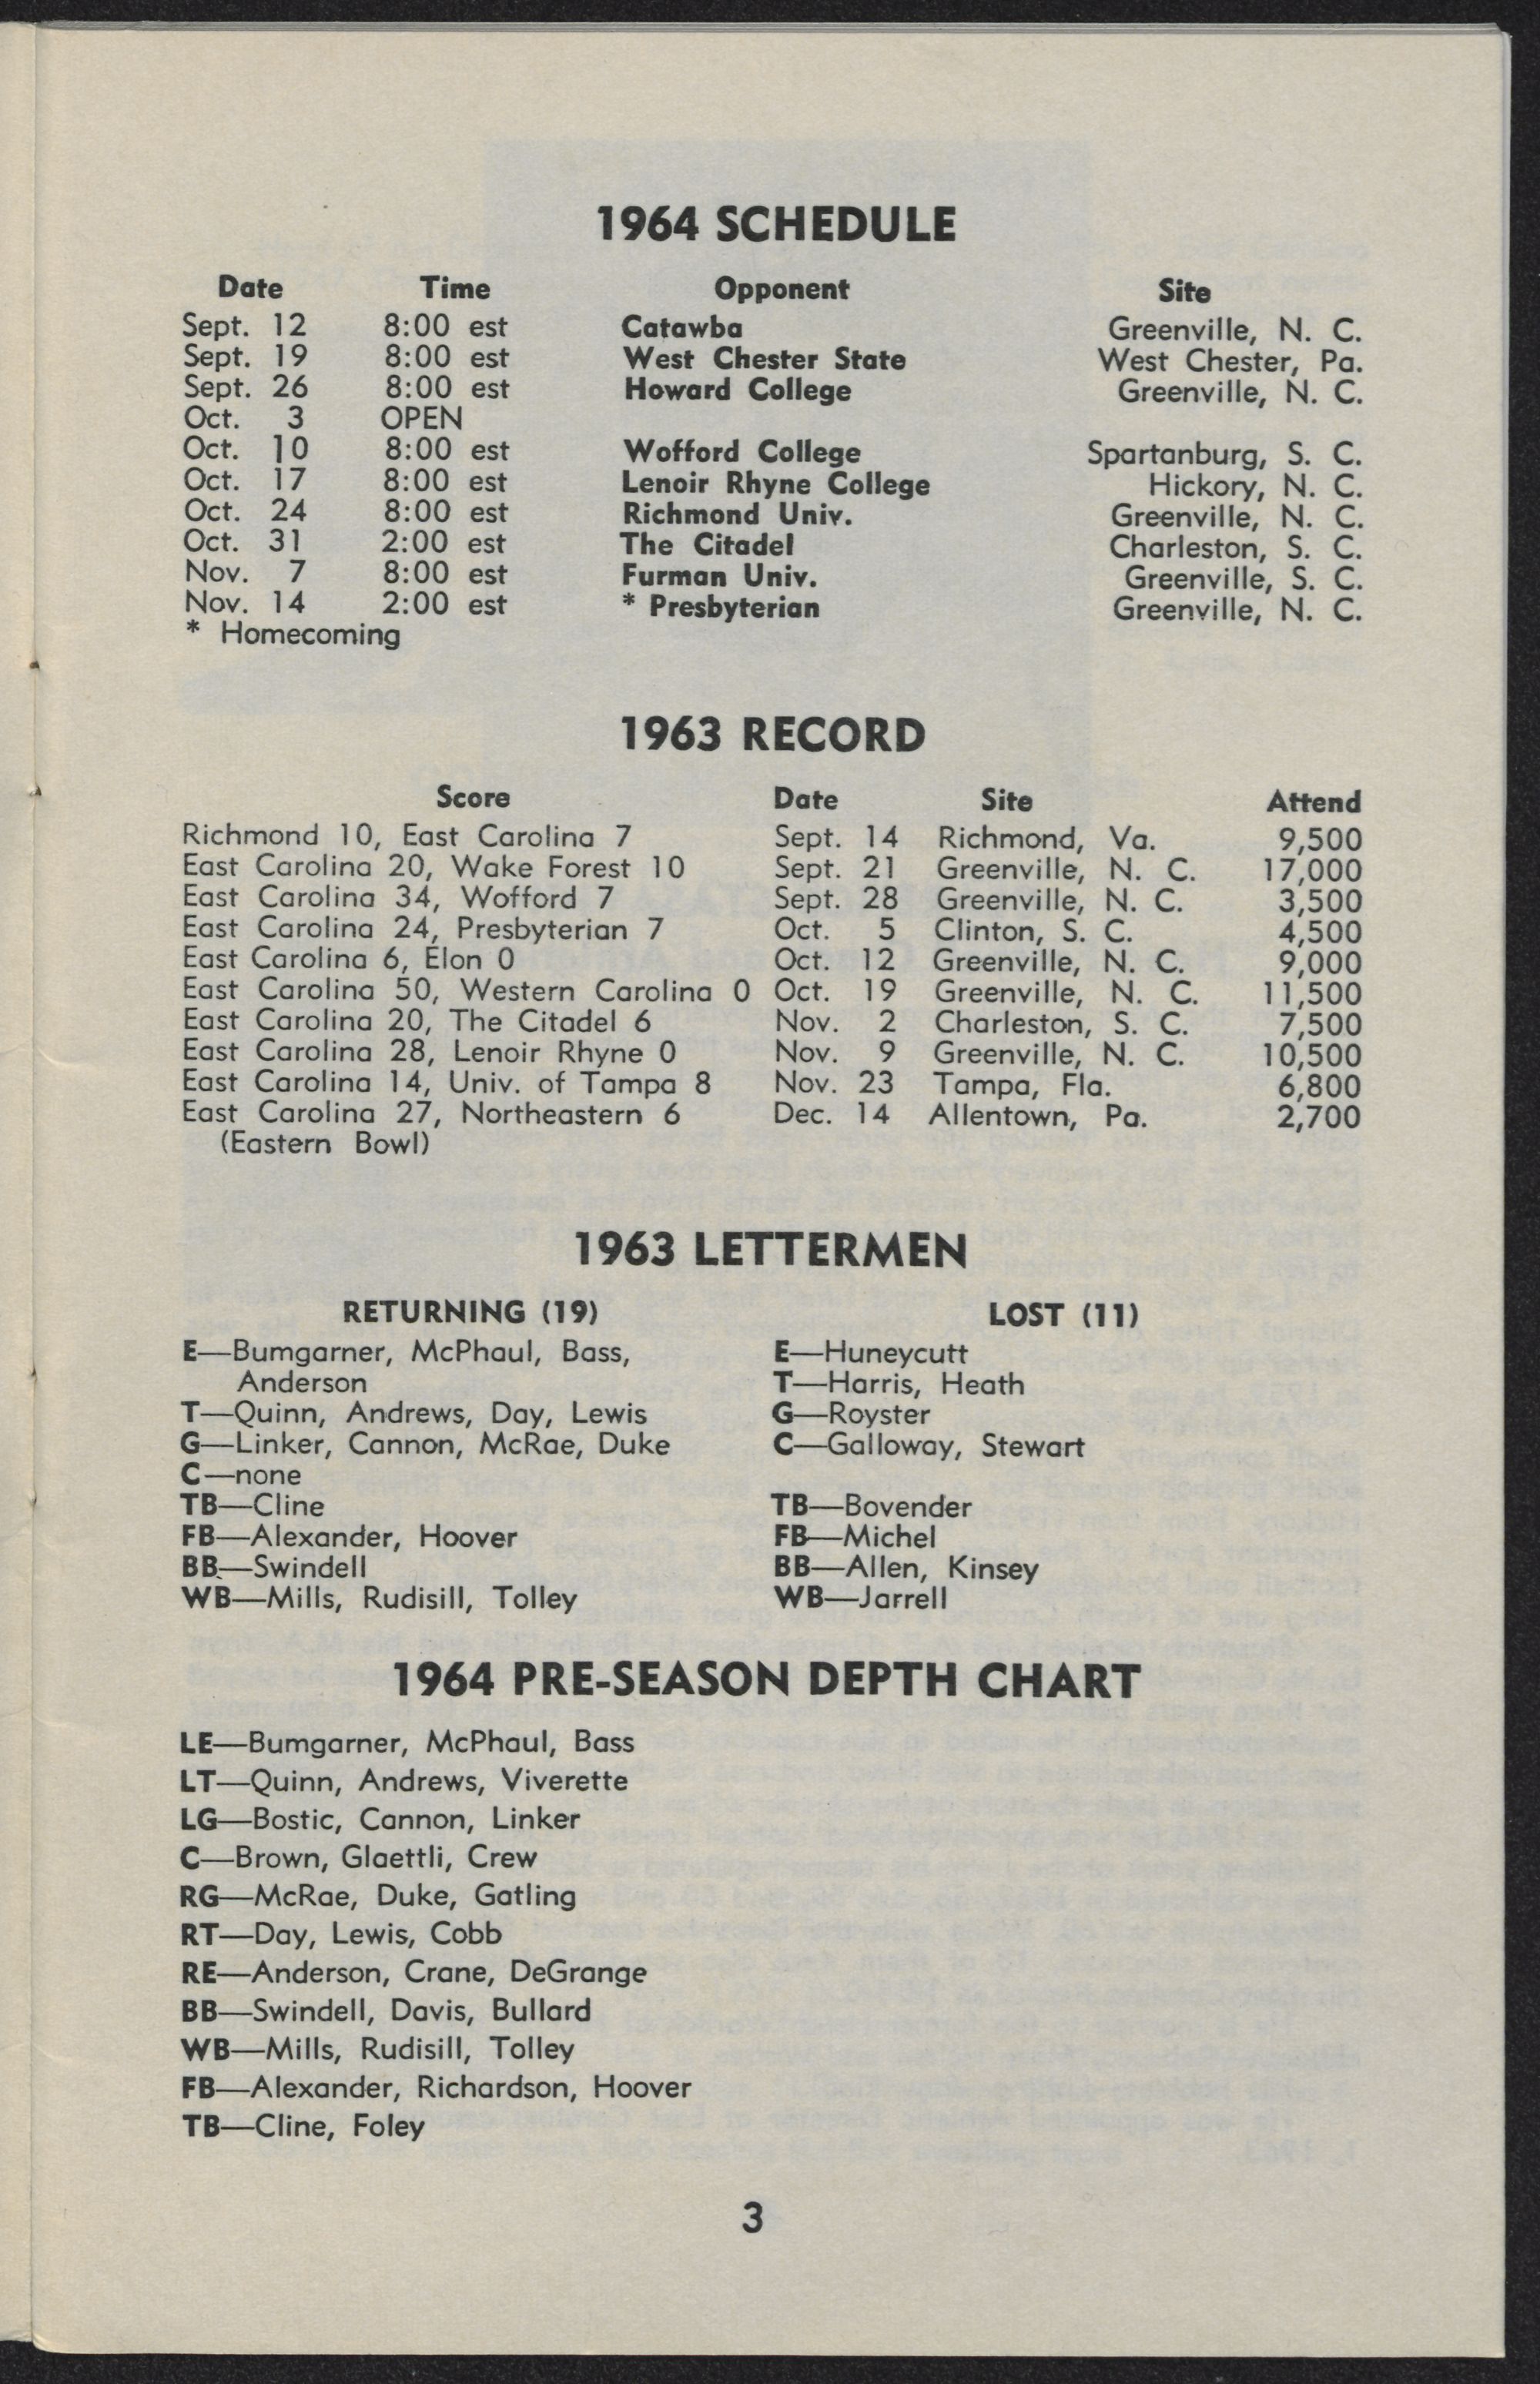 1964 SCHEDULE
Date Time Opponent Site
Sept. 12 8:00 est Catawba Greenville, N. C.
Sept. 19 8:00 est West Chester State West Chester, Pa.
Sept. 26 8:00 est Howard College Greenville, N. C.
Oct. 3 OPEN
Oct. 10 8:00 est Wofford College Spartanburg, S. C.
Oct. 17 8:00 est Lenoir Rhyne College Hickory, N. C.
Oct. 24 8:00 est Richmond Univ. Greenville, N. C.
Oct. 31 2:00 est The Citadel Charleston, S. C.
Nov. 7 8:00 est Furman Univ. Greenville, S. C.
Nov. 14 2:00 est * Presbyterian Greenville, N. C.
* Homecoming
1963 RECORD
Score Date Site Attend
Richmond 10, East Carolina 7 Sept. 14 Richmond, Va. 9,500
East Carolina 20, Wake Forest 10 Sept. 21 Greenville, N. C. 17,000
East Carolina 34, Wofford 7 Sept. 28 Greenville, N. C. 3,500
East Carolina 24, Presbyterian 7 Oct. 5 Clinton, S. C. 4,500
East Carolina 6, Elon 0 Oct. 12 Greenville, N. C. 9,000
East Carolina 50, Western Carolina 0 Oct. 19 Greenville, N. C. 11,500
East Carolina 20, The Citadel 6 Nov. 2 Charleston, S. C. 7,500
East Carolina 28, Lenoir Rhyne 0 Nov. 9 Greenville, N. C. 10,500
East Carolina 14, Univ. of Tampa 8 Nov. 23 Tampa, Fla. 6,800
East Carolina 27, Northeastern 6 Dec. 14 Allentown, Pa. 2,700
(Eastern Bowl)
1963 LETTERMEN
RETURNING (19)
E—Bumgarner, McPhaul, Bass,
Anderson
T—Quinn, Andrews, Day, Lewis
G—Linker, Cannon, McRae, Duke
C—none
TB—Cline
FB—Alexander, Hoover
BB—Swindell
WB—Mills, Rudisill, Tolley
LOST (11)
E—Huneycutt
T—Harris, Heath
G—Royster
C—Galloway, Stewart
TB—Bovender
FB—Michel
BB—Allen, Kinsey
WB—Jarrell
1964 PRE-SEASON DEPTH CHART
LE—Bumgarner, McPhaul, Bass
LT—Quinn, Andrews, Viverette
LG—Bostic, Cannon, Linker
C—Brown, Glaettli, Crew
RG—McRae, Duke, Gatling
RT—Day, Lewis, Cobb
RE—Anderson, Crane, DeGrange
BB—Swindell, Davis, Bullard
WB—Mills, Rudisill, Tolley
FB—Alexander, Richardson, Hoover
TB—Cline, Foley
3